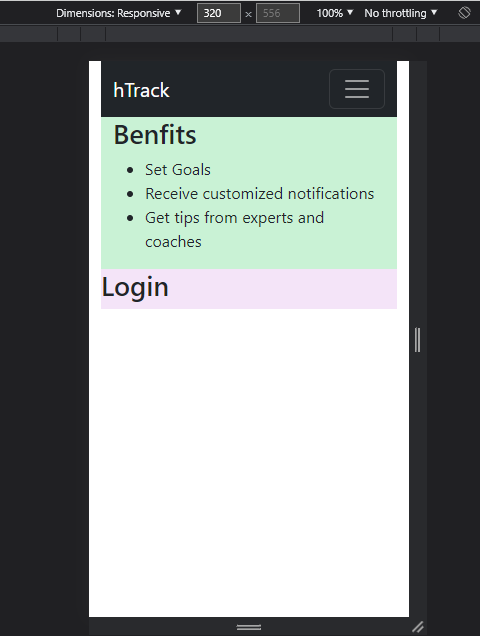 Dimensions: Responsive ▼ 320 × 556 100% ▼ No throttling ▼
hTrack
Benfits
Set Goals
Receive customized notifications
Get tips from experts and
coaches
Login